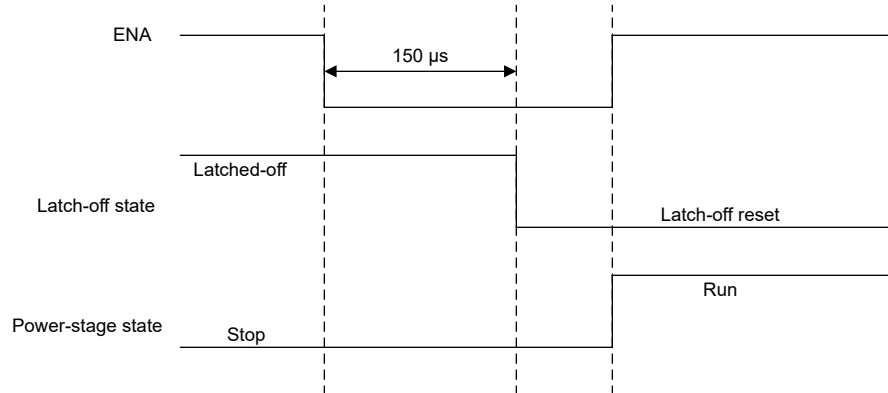 ENA
150 µs
Latched-off
Latch-off state
Latch-off reset
Run
Power-stage state
Stop